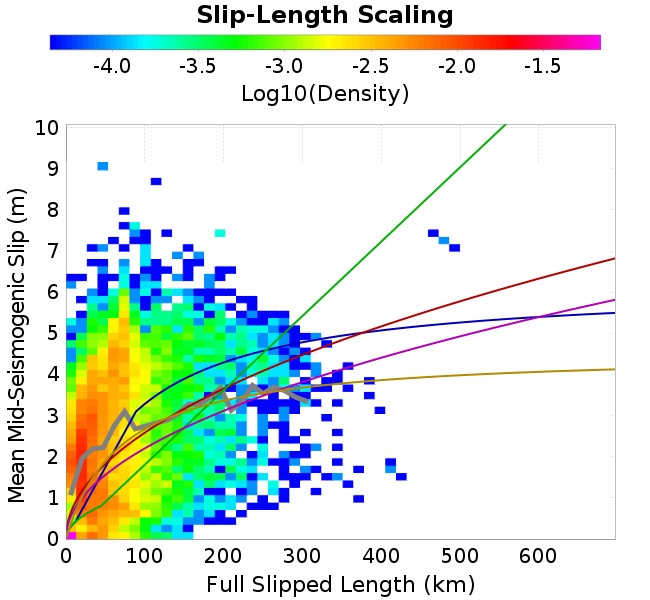 Slip-Length Scaling
-4.0 -3.5 -3.0 -2.5 -2.0 -1.5
Log10(Density)
10
9
8
7
6
5
4
3
2
1
0
Mean Mid-Seismogenic Slip (m)
0 100 200 300 400 500 600
Full Slipped Length (km)